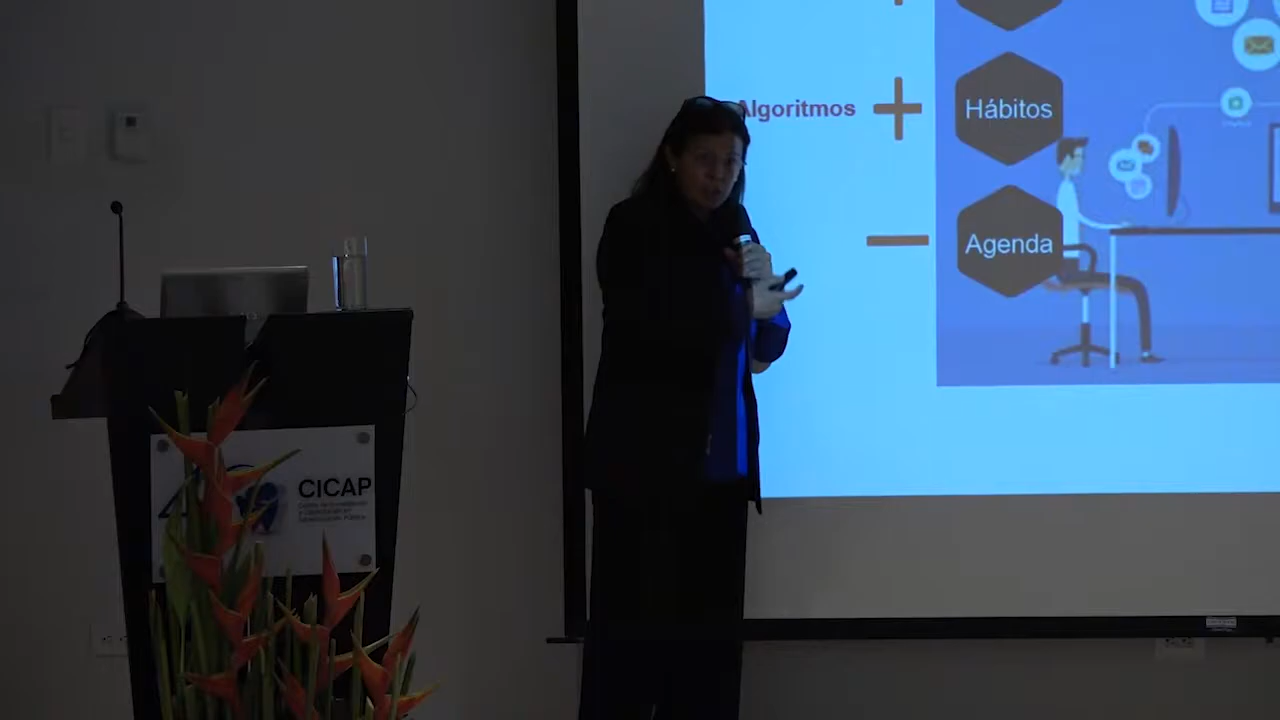 Algoritmos
+
Hábitos
—
Agenda
CICAP